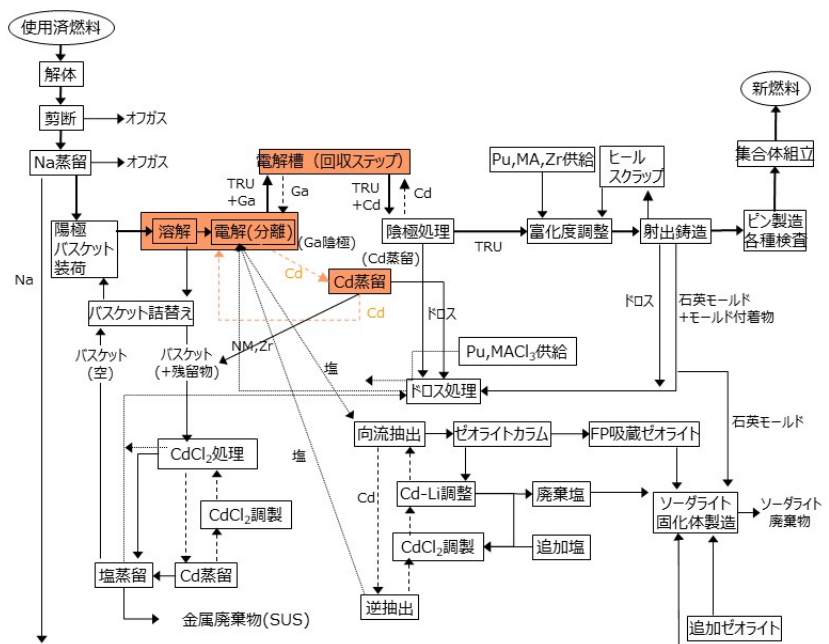 使用済燃料
解体
剪断
オフガス
Na蒸留
オフガス
陽極
バスケット
装荷
Na
溶解
電解(分離)
(Ga陰極)
TRU
+Ga
Ga
電解槽（回収ステップ）
TRU
+Cd
Cd
陰極処理
(Cd蒸留)
TRU
Pu,MA,Zr供給
富化度調整
ヒール
スクラップ
射出鋳造
ピン製造
各種検査
集合体組立
新燃料
Cd
Cd蒸留
Cd
バスケット詰替え
バスケット
(空)
バスケット
(+残留物)
NM,Zr
塩
ドロス
Pu,MACl₃供給
ドロス処理
ドロス
石英モールド
+モールド付着物
石英モールド
CdCl₂処理
CdCl₂調製
塩蒸留
Cd蒸留
金属廃棄物(SUS)
塩
向流抽出
ゼオライトカラム
FP吸蔵ゼオライト
Cd
Cd-Li調整
廃棄塩
CdCl₂調製
追加塩
逆抽出
ソーダライト
固化体製造
ソーダライト
廃棄物
追加ゼオライト